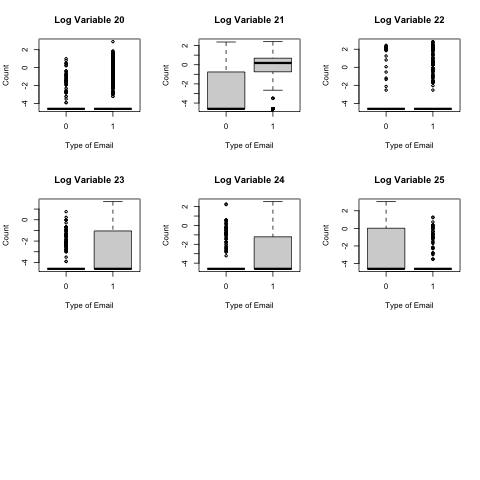 Log Variable 20
Count
2
0
-2
-4
0
1
Type of Email
Log Variable 21
Count
2
0
-2
-4
0
1
Type of Email
Log Variable 22
Count
2
0
-2
-4
0
1
Type of Email
Log Variable 23
Count
0
-2
-4
0
1
Type of Email
Log Variable 24
Count
2
0
-2
-4
0
1
Type of Email
Log Variable 25
Count
2
0
-2
-4
0
1
Type of Email